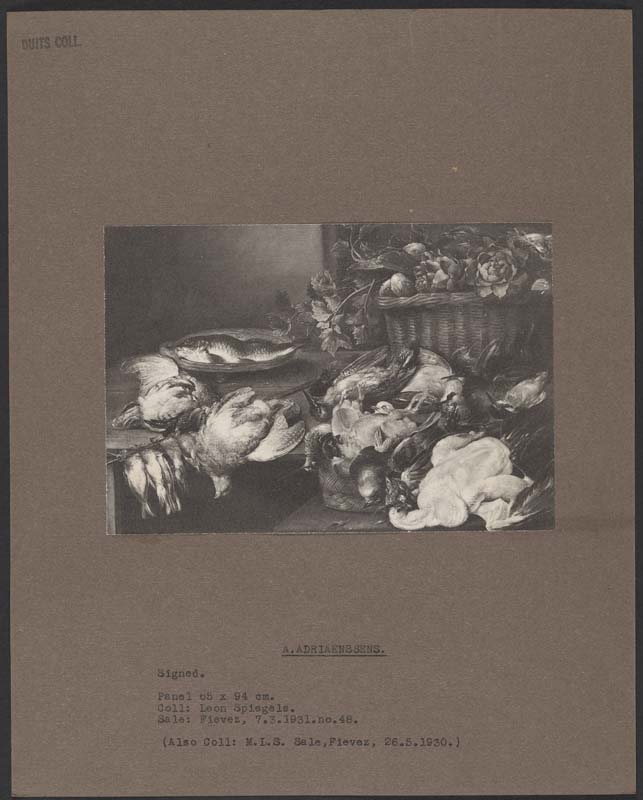 DUITS COLL.
A.ADRIAENSSENS.
Signed.
Panel 65 x 94 cm.
Coll: Leon Spiegels.
Sale: Fievez, 7.3.1931.no.48.
(Also Coll: M.L.S. Sale,Fievez, 26.5.1930.)